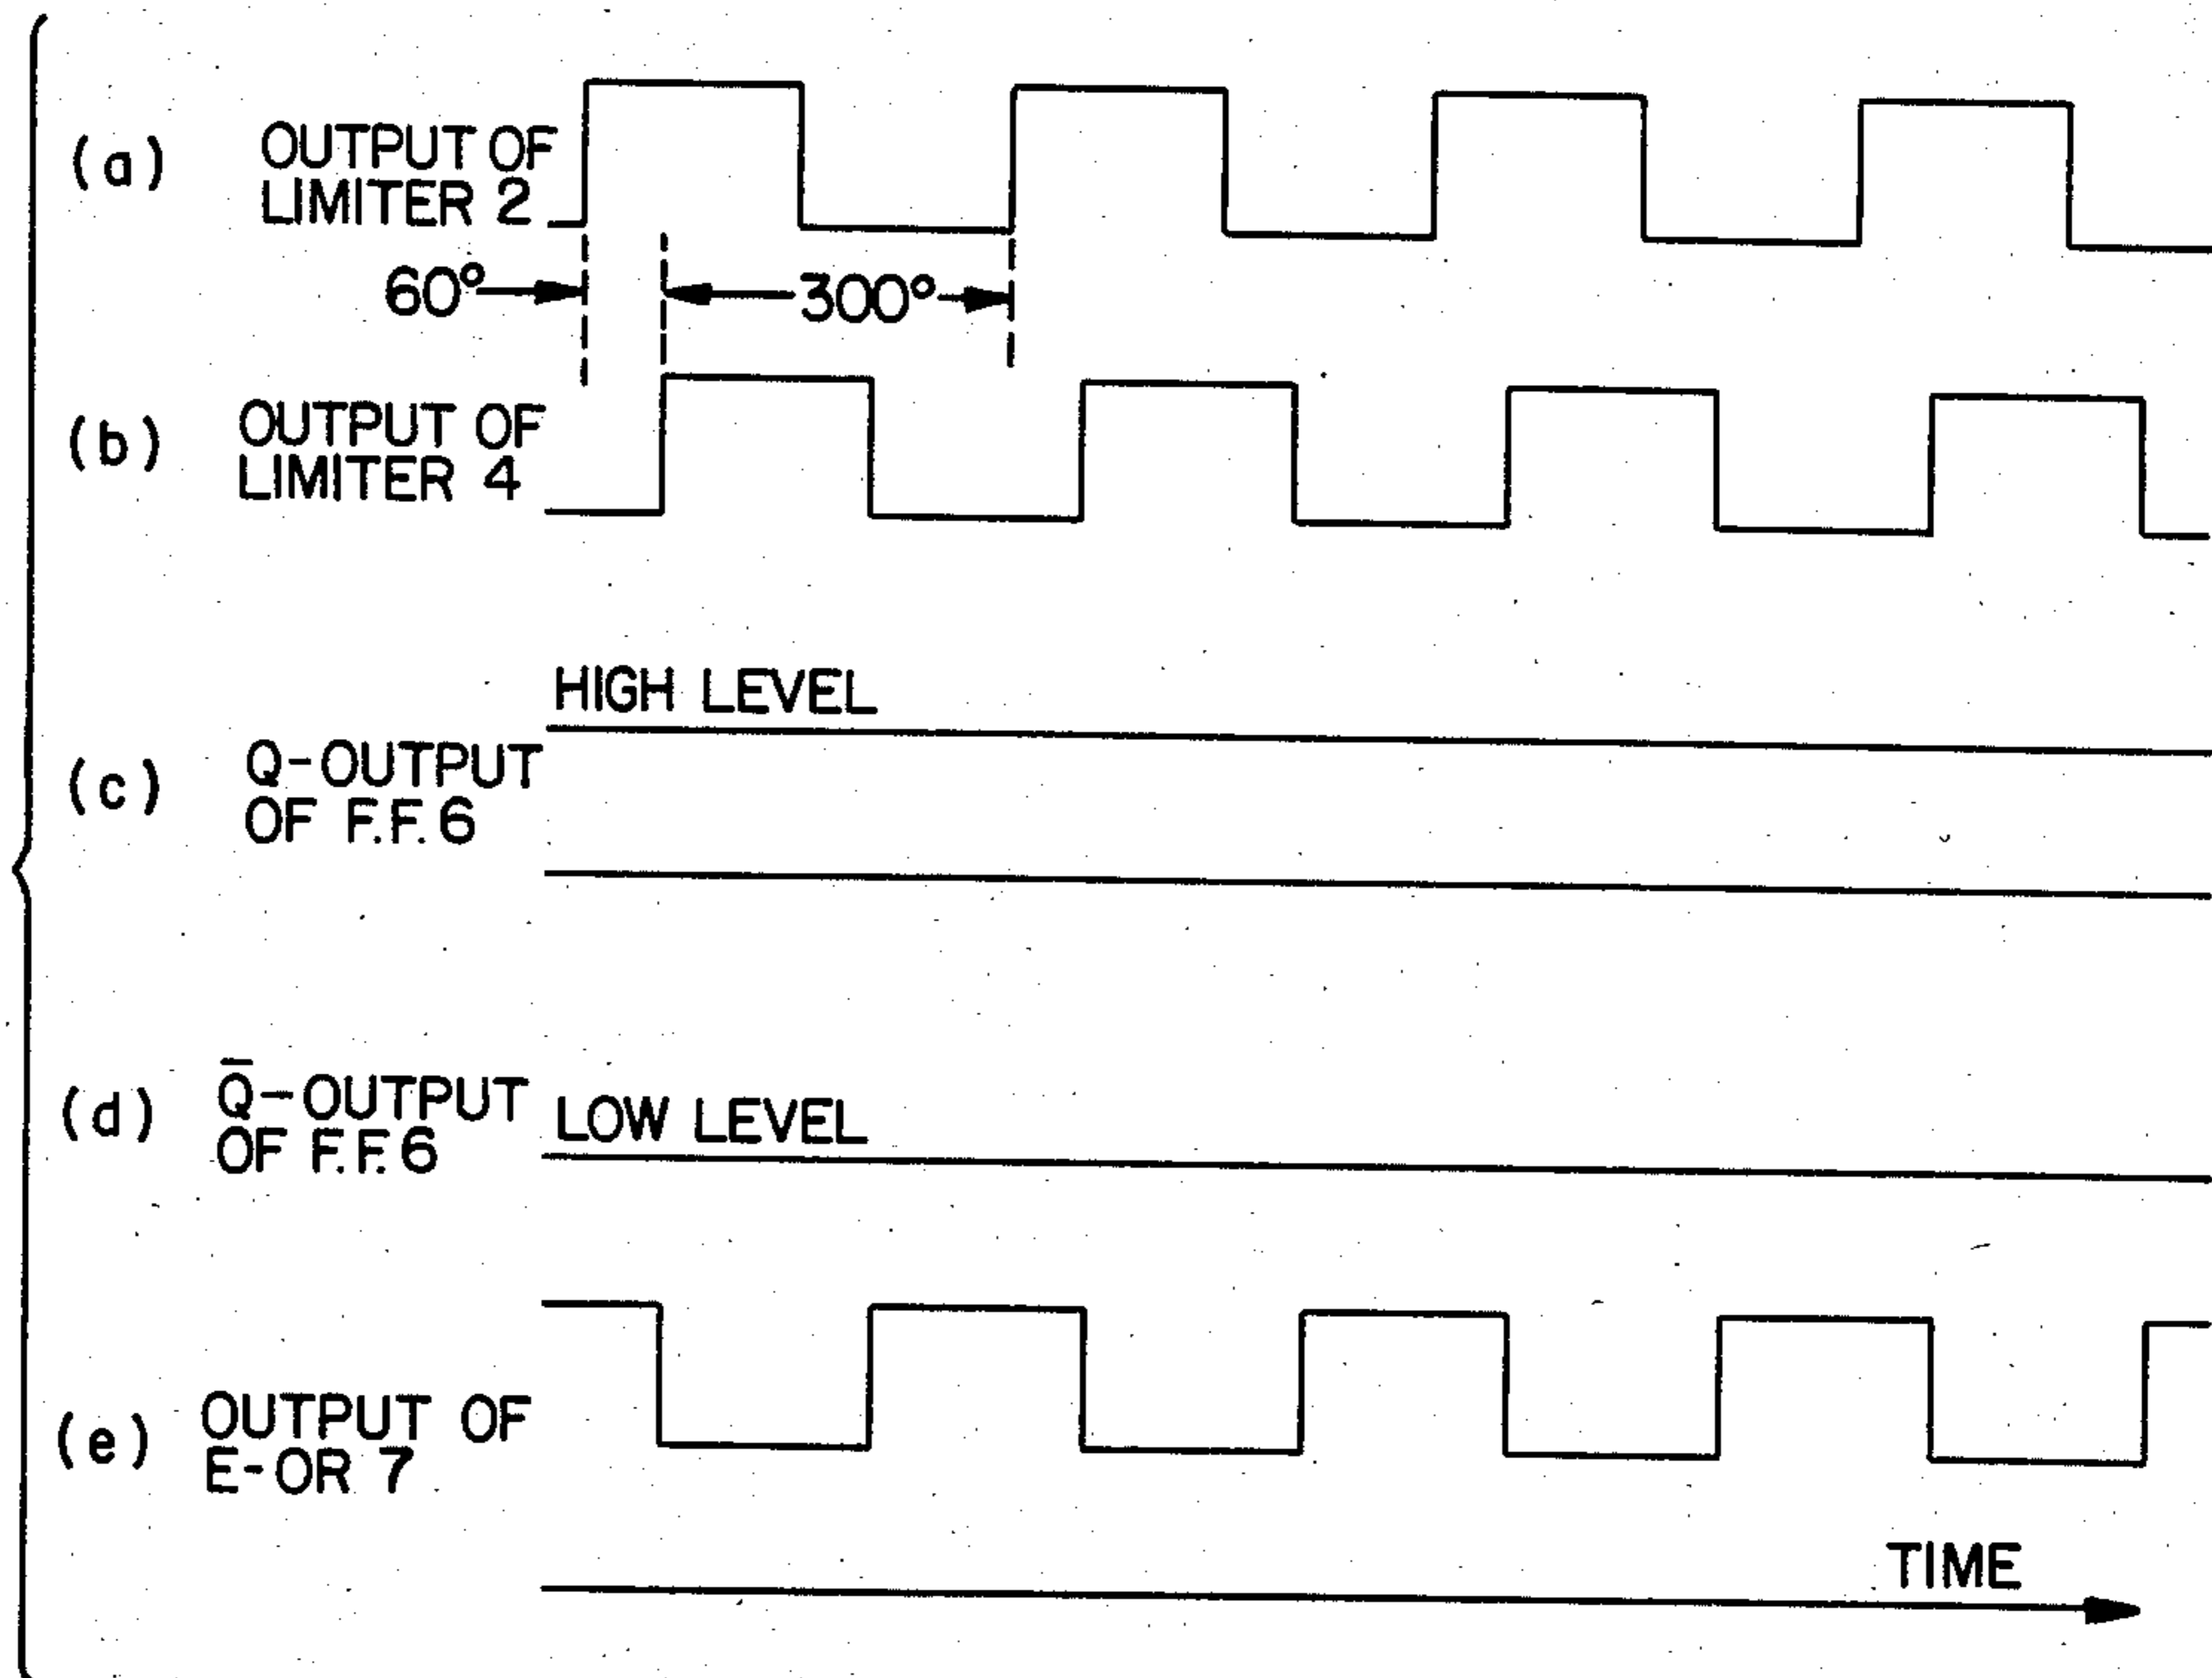 (a) OUTPUT OF
LIMITER 2
60° 300°
(b) OUTPUT OF
LIMITER 4
HIGH LEVEL
(c) Q-OUTPUT
OF F.F.6
(d) Q̅-OUTPUT
OF F.F.6
LOW LEVEL
(e) OUTPUT OF
E-OR 7
TIME